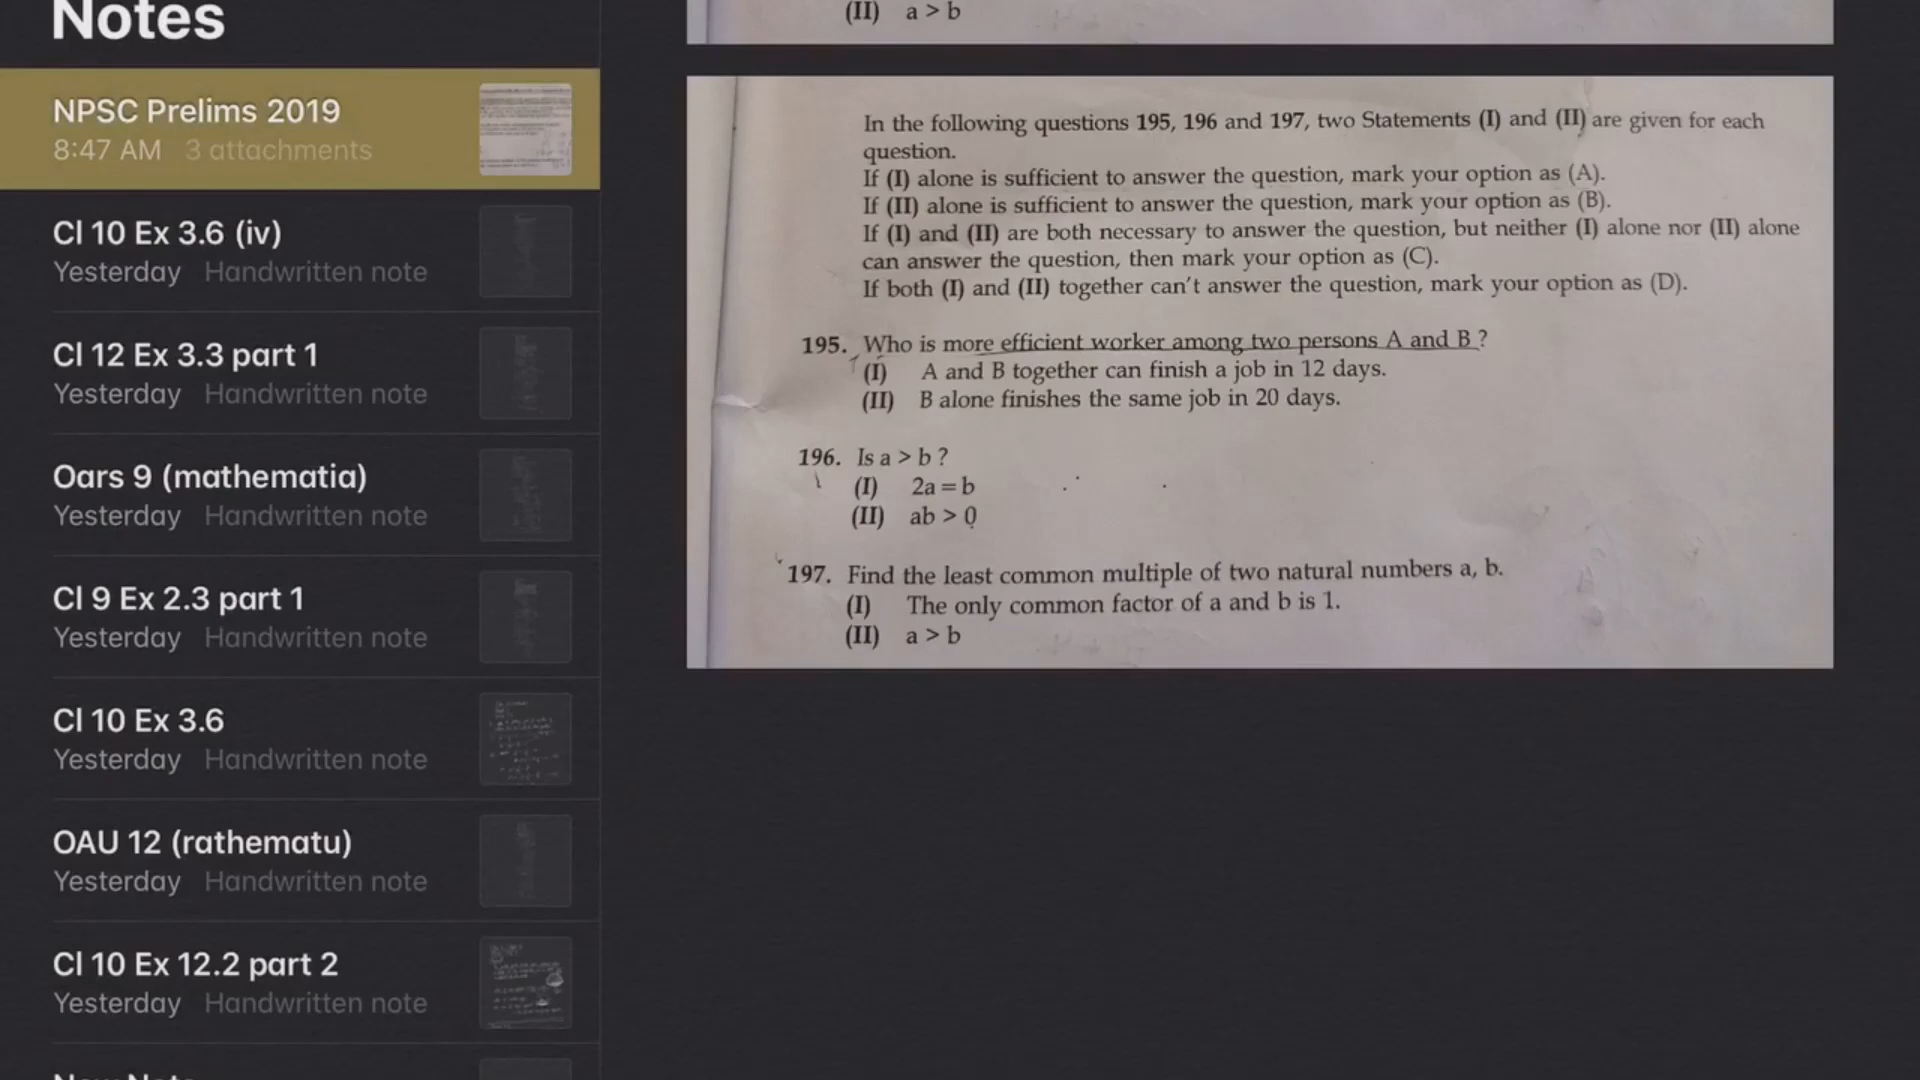 Notes
NPSC Prelims 2019
8:47 AM 3 attachments
Cl 10 Ex 3.6 (iv)
Yesterday Handwritten note
Cl 12 Ex 3.3 part 1
Yesterday Handwritten note
Oars 9 (mathematia)
Yesterday Handwritten note
Cl 9 Ex 2.3 part 1
Yesterday Handwritten note
Cl 10 Ex 3.6
Yesterday Handwritten note
OAU 12 (rathematu)
Yesterday Handwritten note
Cl 10 Ex 12.2 part 2
Yesterday Handwritten note
(II) a > b
In the following questions 195, 196 and 197, two Statements (I) and (II) are given for each
question.
If (I) alone is sufficient to answer the question, mark your option as (A).
If (II) alone is sufficient to answer the question, mark your option as (B).
If (I) and (II) are both necessary to answer the question, but neither (I) alone nor (II) alone
can answer the question, then mark your option as (C).
If both (I) and (II) together can't answer the question, mark your option as (D).
195. Who is more efficient worker among two persons A and B ?
(I) A and B together can finish a job in 12 days.
(II) B alone finishes the same job in 20 days.
196. Is a > b ?
(I) 2a = b
(II) ab > 0
197. Find the least common multiple of two natural numbers a, b.
(I) The only common factor of a and b is 1.
(II) a > b